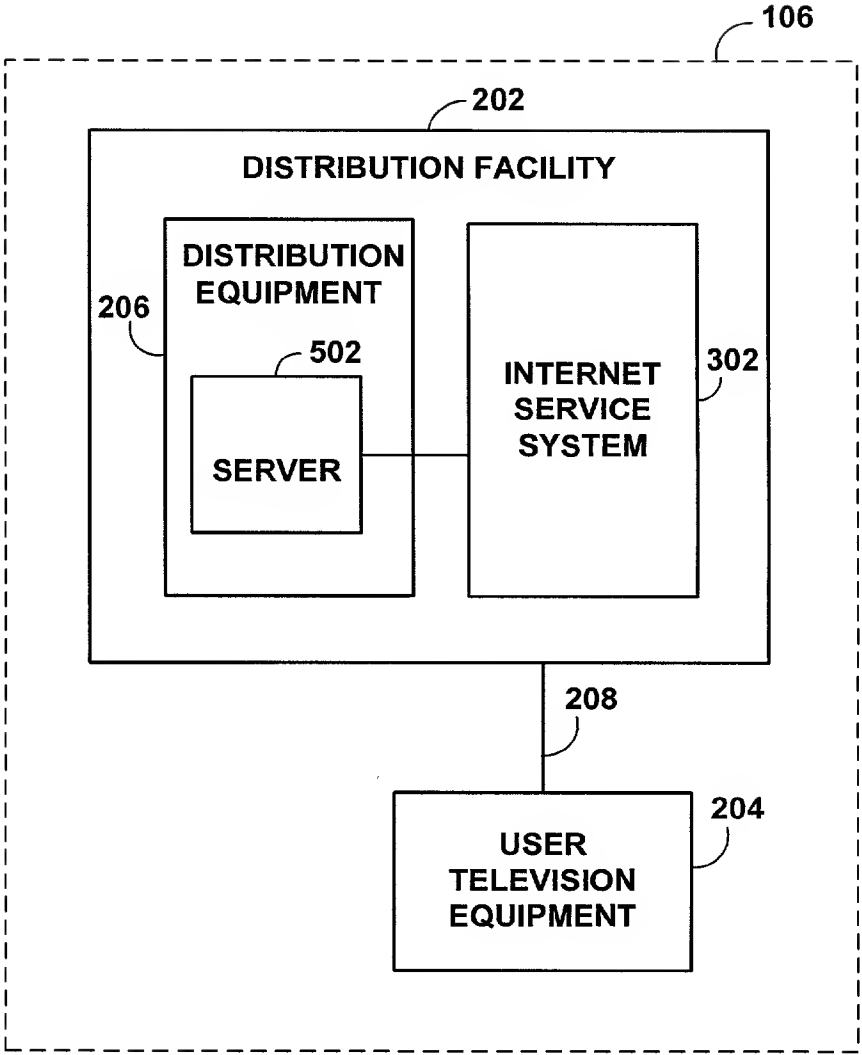 106
202
DISTRIBUTION FACILITY
DISTRIBUTION
EQUIPMENT
206
502
SERVER
INTERNET
SERVICE
SYSTEM
302
208
204
USER
TELEVISION
EQUIPMENT